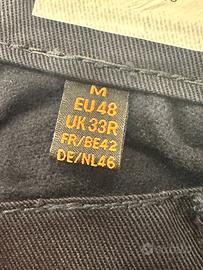 M
EU 48
UK 33R
FR/BE42
DE/NL46